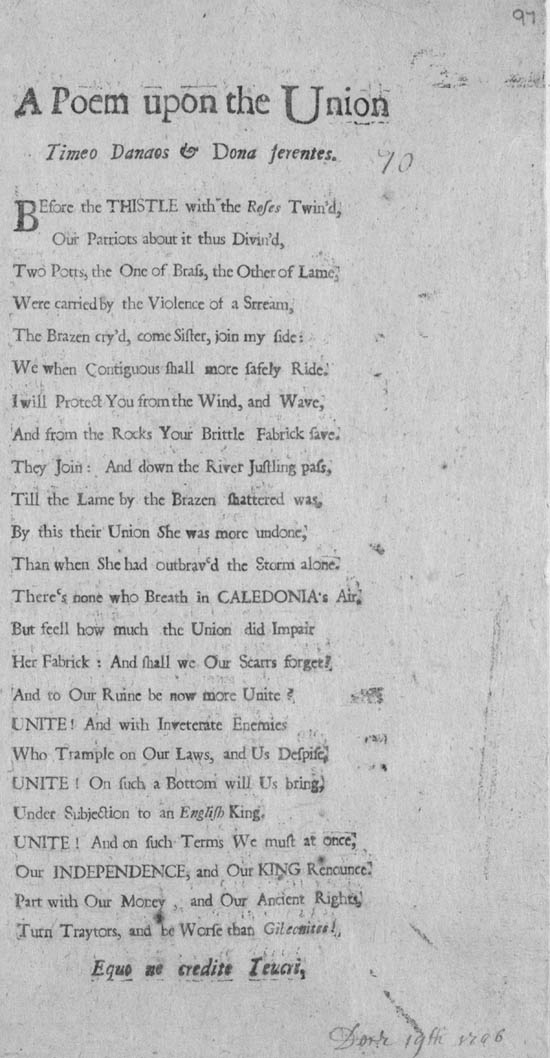 97
A Poem upon the Union
Timeo Danaos & Dona ferentes.
70
BEfore the THISTLE with the Roses Twin'd,
Our Patriots about it thus Divin'd,
Two Potts, the One of Braſs, the Other of Lame,
Were carried by the Violence of a Srream,
The Brazen cry'd, come Siſter, join my ſide:
We when Contiguous ſhall more ſafely Ride.
I will Protect You from the Wind, and Wave,
And from the Rocks Your Brittle Fabrick ſave.
They Join: And down the River Juſtling paſs,
Till the Lame by the Brazen ſhattered was,
By this their Union She was more undone,
Than when She had outbrav'd the Storm alone.
There's none who Breath in CALEDONIA's Air,
But feell how much the Union did Impair
Her Fabrick: And ſhall we Our Scarrs forget?
And to Our Ruine be now more Unite?
UNITE! And with Inveterate Enemies
Who Trample on Our Laws, and Us Deſpiſe,
UNITE! On ſuch a Bottom will Us bring,
Under Subjection to an Engliſh King.
UNITE! And on ſuch Terms We muſt at once,
Our INDEPENDENCE, and Our KING Renounce.
Part with Our Money, and Our Ancient Rights,
Turn Traytors, and be Worſe than Gibeonites!
Equo ne credite Teucri,
19th 1706